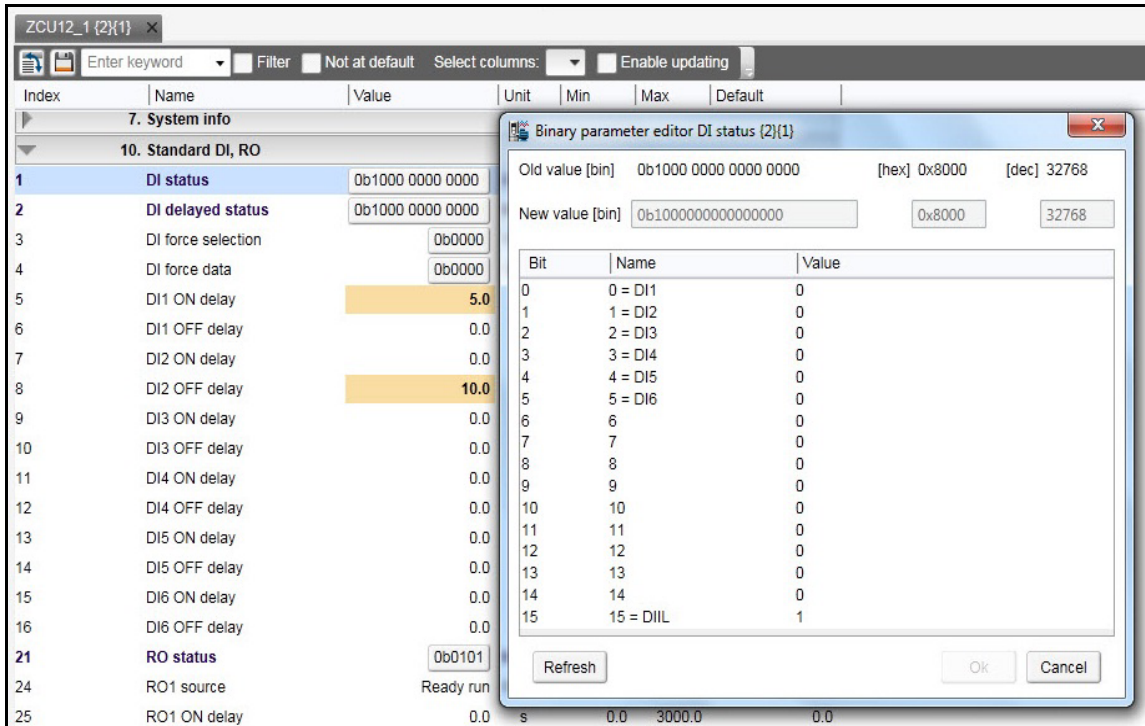 ZCU12_1 {2}{1} ×
Enter keyword Filter Not at default Select columns: Enable updating
Index Name Value Unit Min Max Default
7. System info
10. Standard DI, RO
1 DI status 0b1000 0000 0000
2 DI delayed status 0b1000 0000 0000
3 DI force selection 0b0000
4 DI force data 0b0000
5 DI1 ON delay 5.0
6 DI1 OFF delay 0.0
7 DI2 ON delay 0.0
8 DI2 OFF delay 10.0
9 DI3 ON delay 0.0
10 DI3 OFF delay 0.0
11 DI4 ON delay 0.0
12 DI4 OFF delay 0.0
13 DI5 ON delay 0.0
14 DI5 OFF delay 0.0
15 DI6 ON delay 0.0
16 DI6 OFF delay 0.0
21 RO status 0b0101
24 RO1 source Ready run
25 RO1 ON delay 0.0 s 0.0 3000.0 0.0
Binary parameter editor DI status {2}{1}
Old value [bin] 0b1000 0000 0000 0000 [hex] 0x8000 [dec] 32768
New value [bin] 0b1000000000000000 0x8000 32768
Bit Name Value
0 0 = DI1 0
1 1 = DI2 0
2 2 = DI3 0
3 3 = DI4 0
4 4 = DI5 0
5 5 = DI6 0
6 6 0
7 7 0
8 8 0
9 9 0
10 10 0
11 11 0
12 12 0
13 13 0
14 14 0
15 15 = DIIL 1
Refresh Ok Cancel